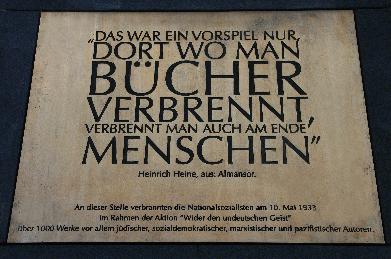 „DAS WAR EIN VORSPIEL NUR,
DORT WO MAN
BÜCHER
VERBRENNT,
VERBRENNT MAN AUCH AM ENDE
MENSCHEN”
Heinrich Heine, aus: Almansor.
An dieser Stelle verbrannten die Nationalsozialisten am 10. Mai 1933
im Rahmen der Aktion "Wider den undeutschen Geist"
über 1000 Werke vor allem jüdischer, sozialdemokratischer, marxistischer und pazifistischer Autoren.